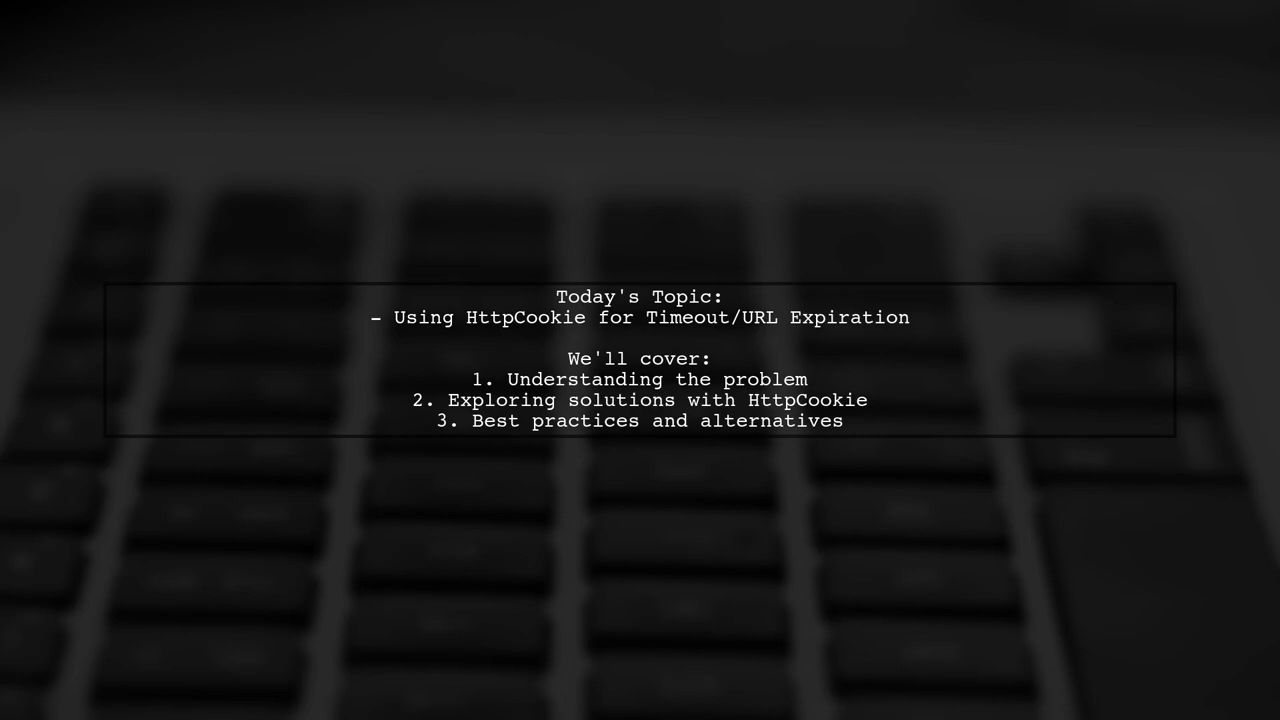 Today's Topic:
- Using HttpCookie for Timeout/URL Expiration
We'll cover:
1. Understanding the problem
2. Exploring solutions with HttpCookie
3. Best practices and alternatives